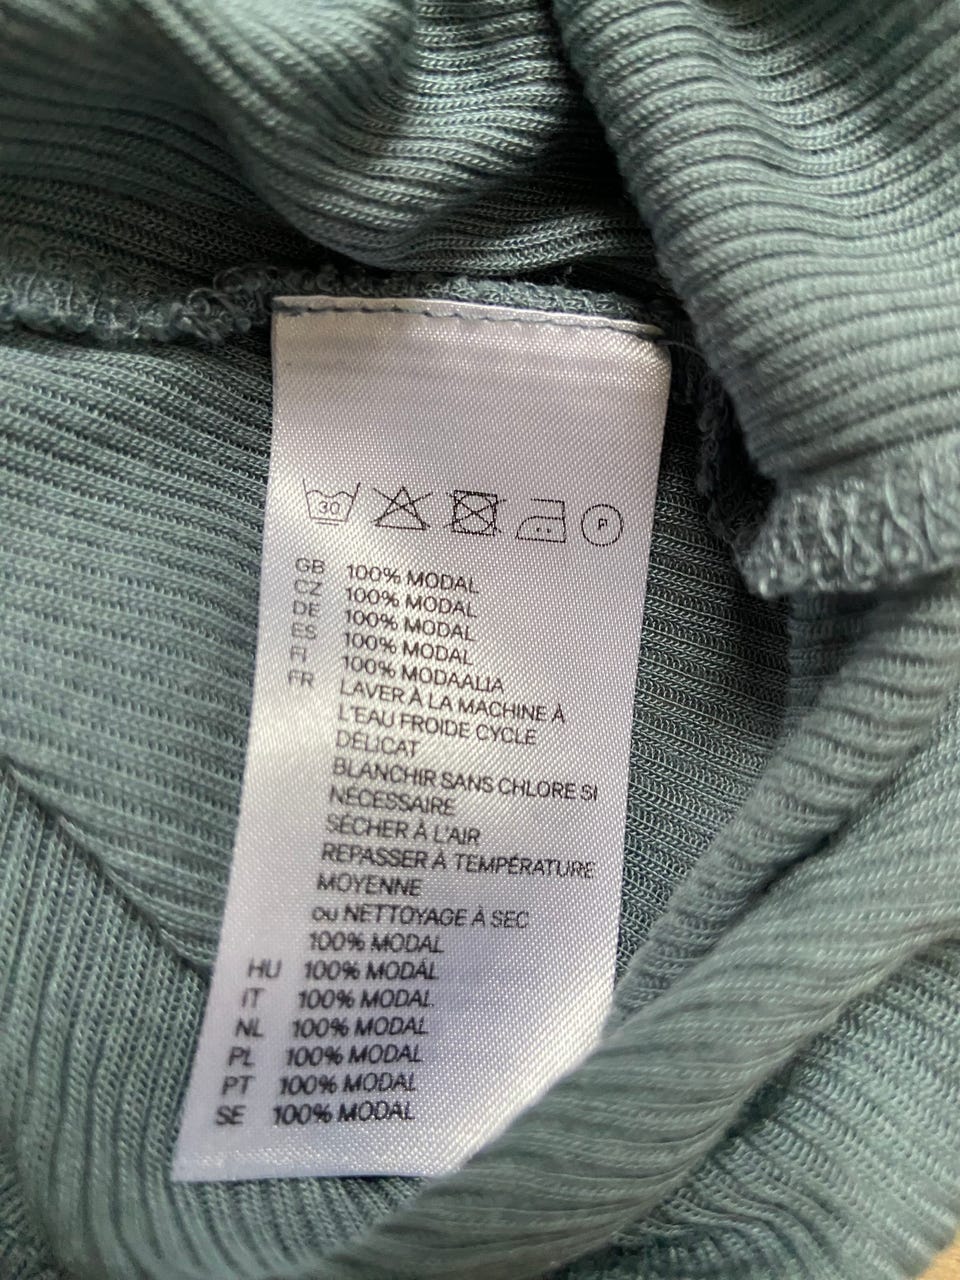 30 P
GB 100% MODAL
CZ 100% MODAL
DE 100% MODAL
ES 100% MODAL
FI 100% MODAALIA
FR LAVER À LA MACHINE À
L'EAU FROIDE CYCLE
DÉLICAT
BLANCHIR SANS CHLORE SI
NÉCESSAIRE
SÉCHER À L'AIR
REPASSER À TEMPÉRATURE
MOYENNE
ou NETTOYAGE À SEC
100% MODAL
HU 100% MODÁL
IT 100% MODAL
NL 100% MODAL
PL 100% MODAL
PT 100% MODAL
SE 100% MODAL